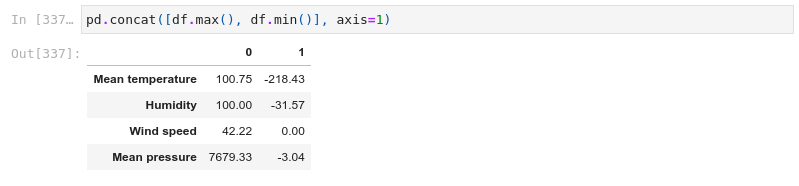 In [337… pd.concat([df.max(), df.min()], axis=1)
Out[337]:
0 1
Mean temperature 100.75 -218.43
Humidity 100.00 -31.57
Wind speed 42.22 0.00
Mean pressure 7679.33 -3.04